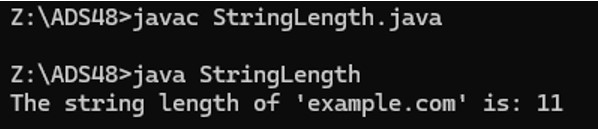 Z:\ADS48>javac StringLength.java
Z:\ADS48>java StringLength
The string length of 'example.com' is: 11